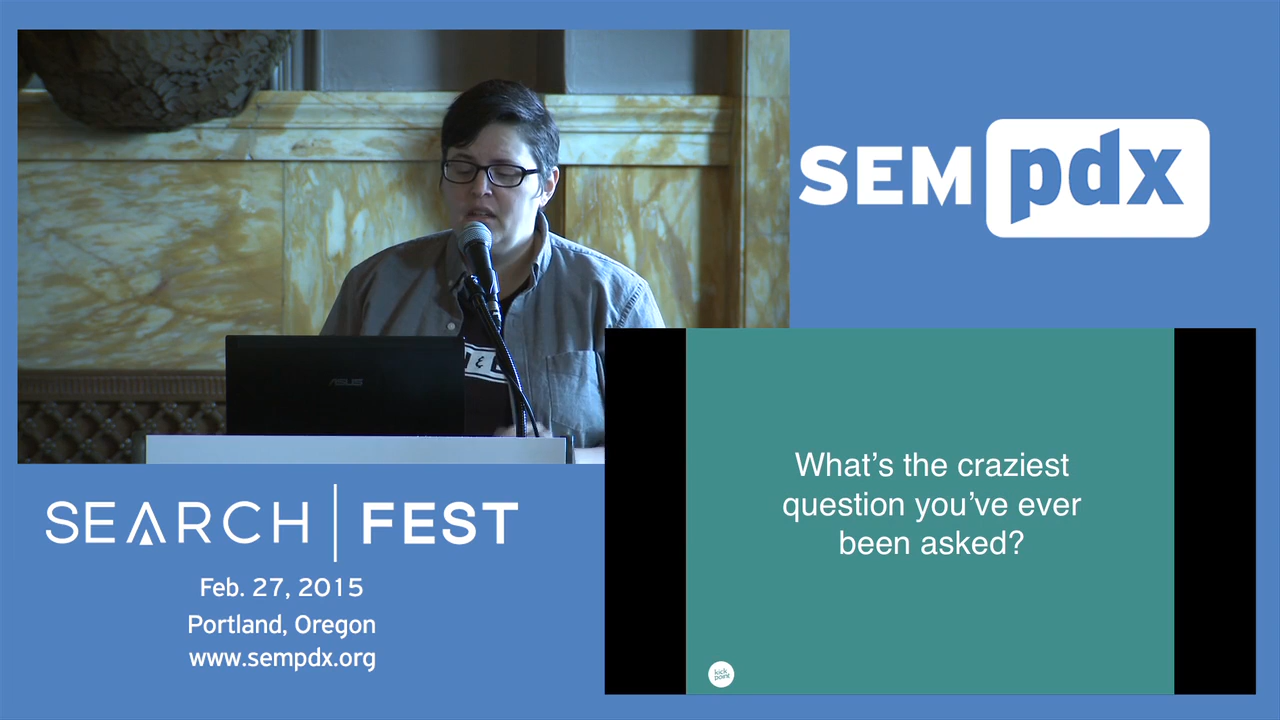 SEM pdx
ASUS
&
What's the craziest
question you've ever
been asked?
kick
point
SEARCH | FEST
Feb. 27, 2015
Portland, Oregon
www.sempdx.org